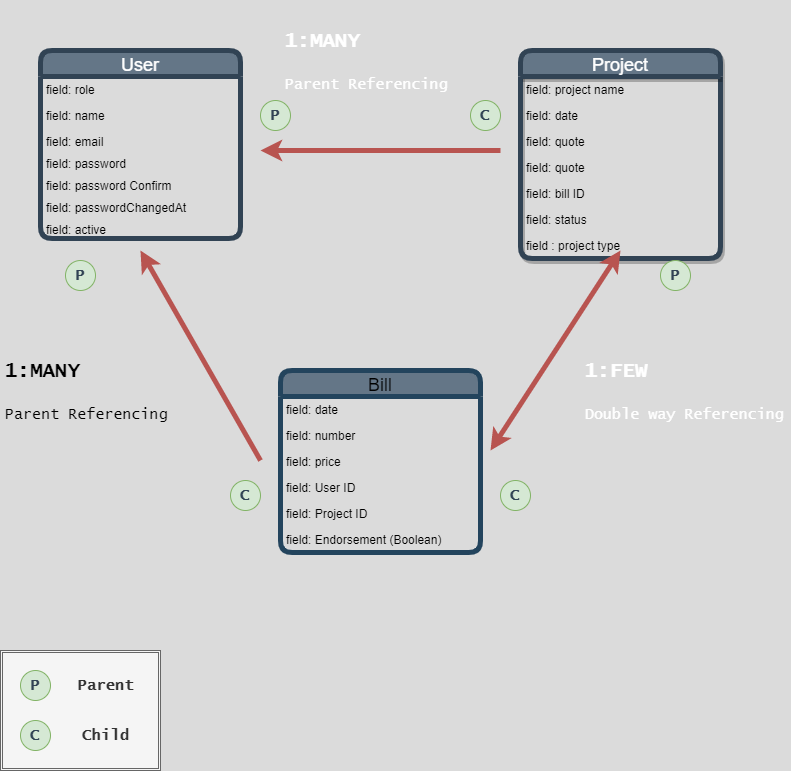 1:MANY
Parent Referencing
User
field: role
field: name
field: email
field: password
field: password Confirm
field: passwordChangedAt
field: active
P
C
Project
field: project name
field: date
field: quote
field: quote
field: bill ID
field: status
field : project type
P
P
1:MANY
Parent Referencing
1:FEW
Double way Referencing
Bill
field: date
field: number
field: price
field: User ID
field: Project ID
field: Endorsement (Boolean)
C
C
P Parent
C Child